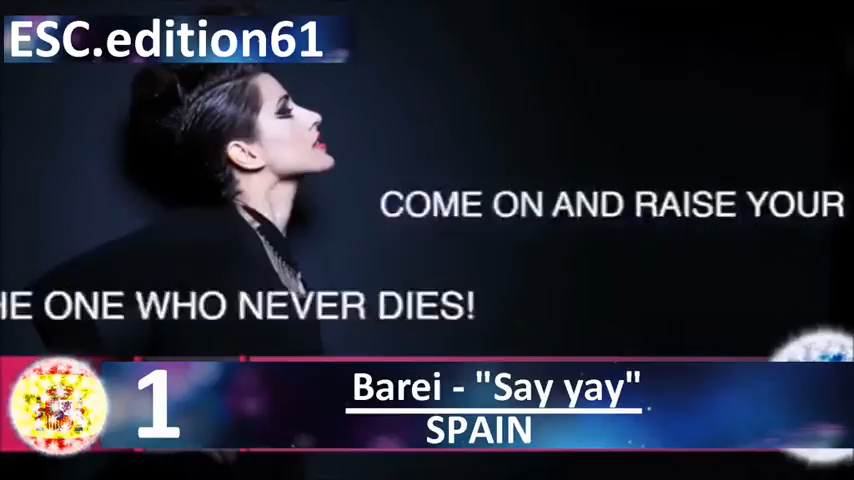 ESC.edition61
COME ON AND RAISE YOUR
HE ONE WHO NEVER DIES!
1
Barei - "Say yay"
SPAIN